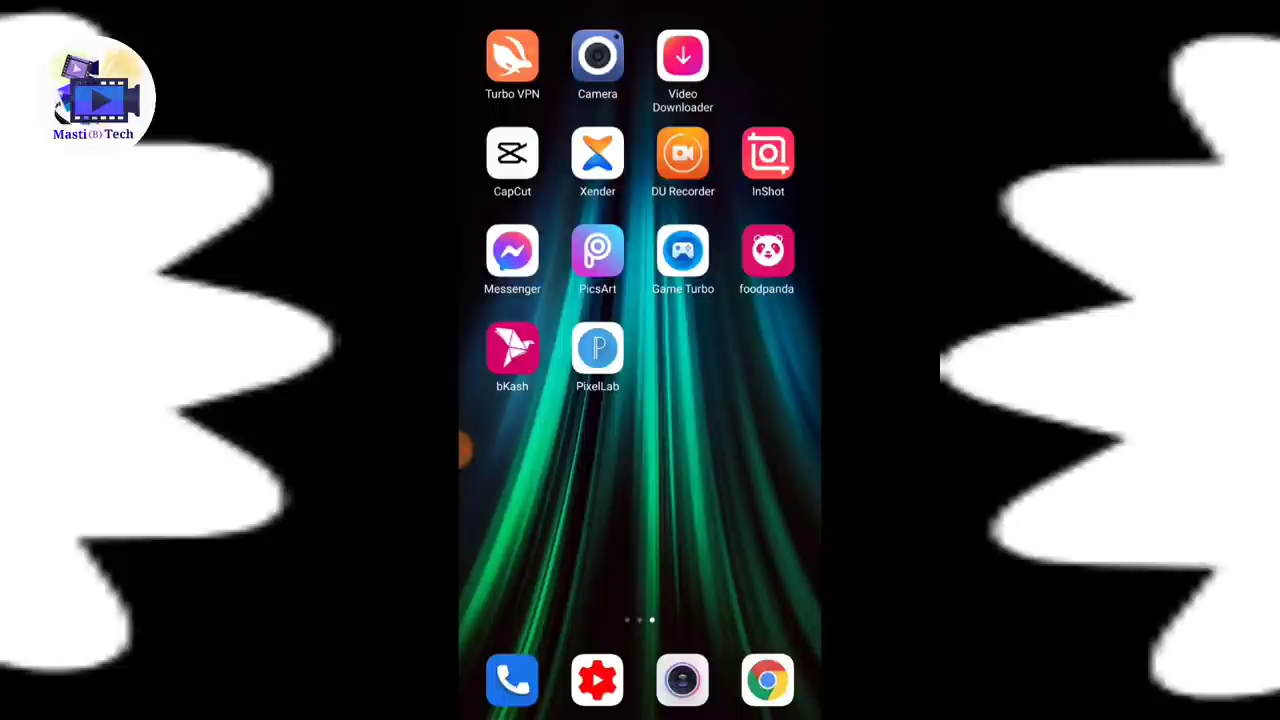 Masti (B) Tech
Turbo VPN
Camera
Video
Downloader
CapCut
Xender
DU Recorder
InShot
Messenger
PicsArt
Game Turbo
foodpanda
bKash
PixelLab